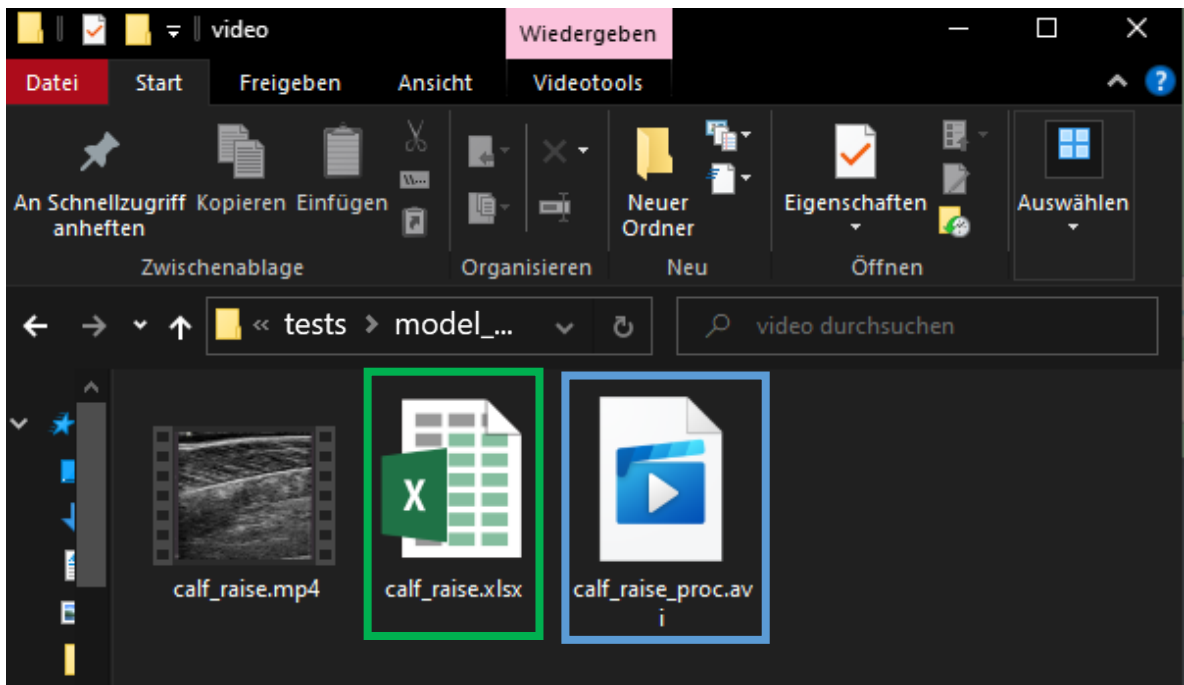 video
Wiedergeben
Datei
Start
Freigeben
Ansicht
Videotools
?
An Schnellzugriff
anheften
Kopieren
Einfügen
Neuer
Ordner
Eigenschaften
Auswählen
Zwischenablage
Organisieren
Neu
Öffnen
« tests > model_...
video durchsuchen
X
calf_raise.mp4
calf_raise.xlsx
calf_raise_proc.av
i